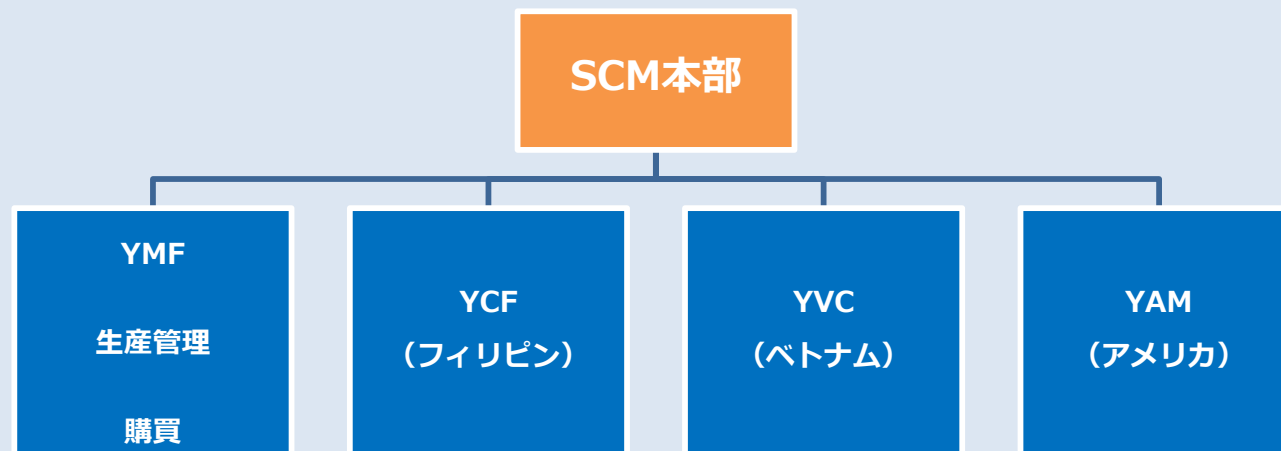 SCM本部
YMF
生産管理
購買
YCF
（フィリピン）
YVC
（ベトナム）
YAM
（アメリカ）